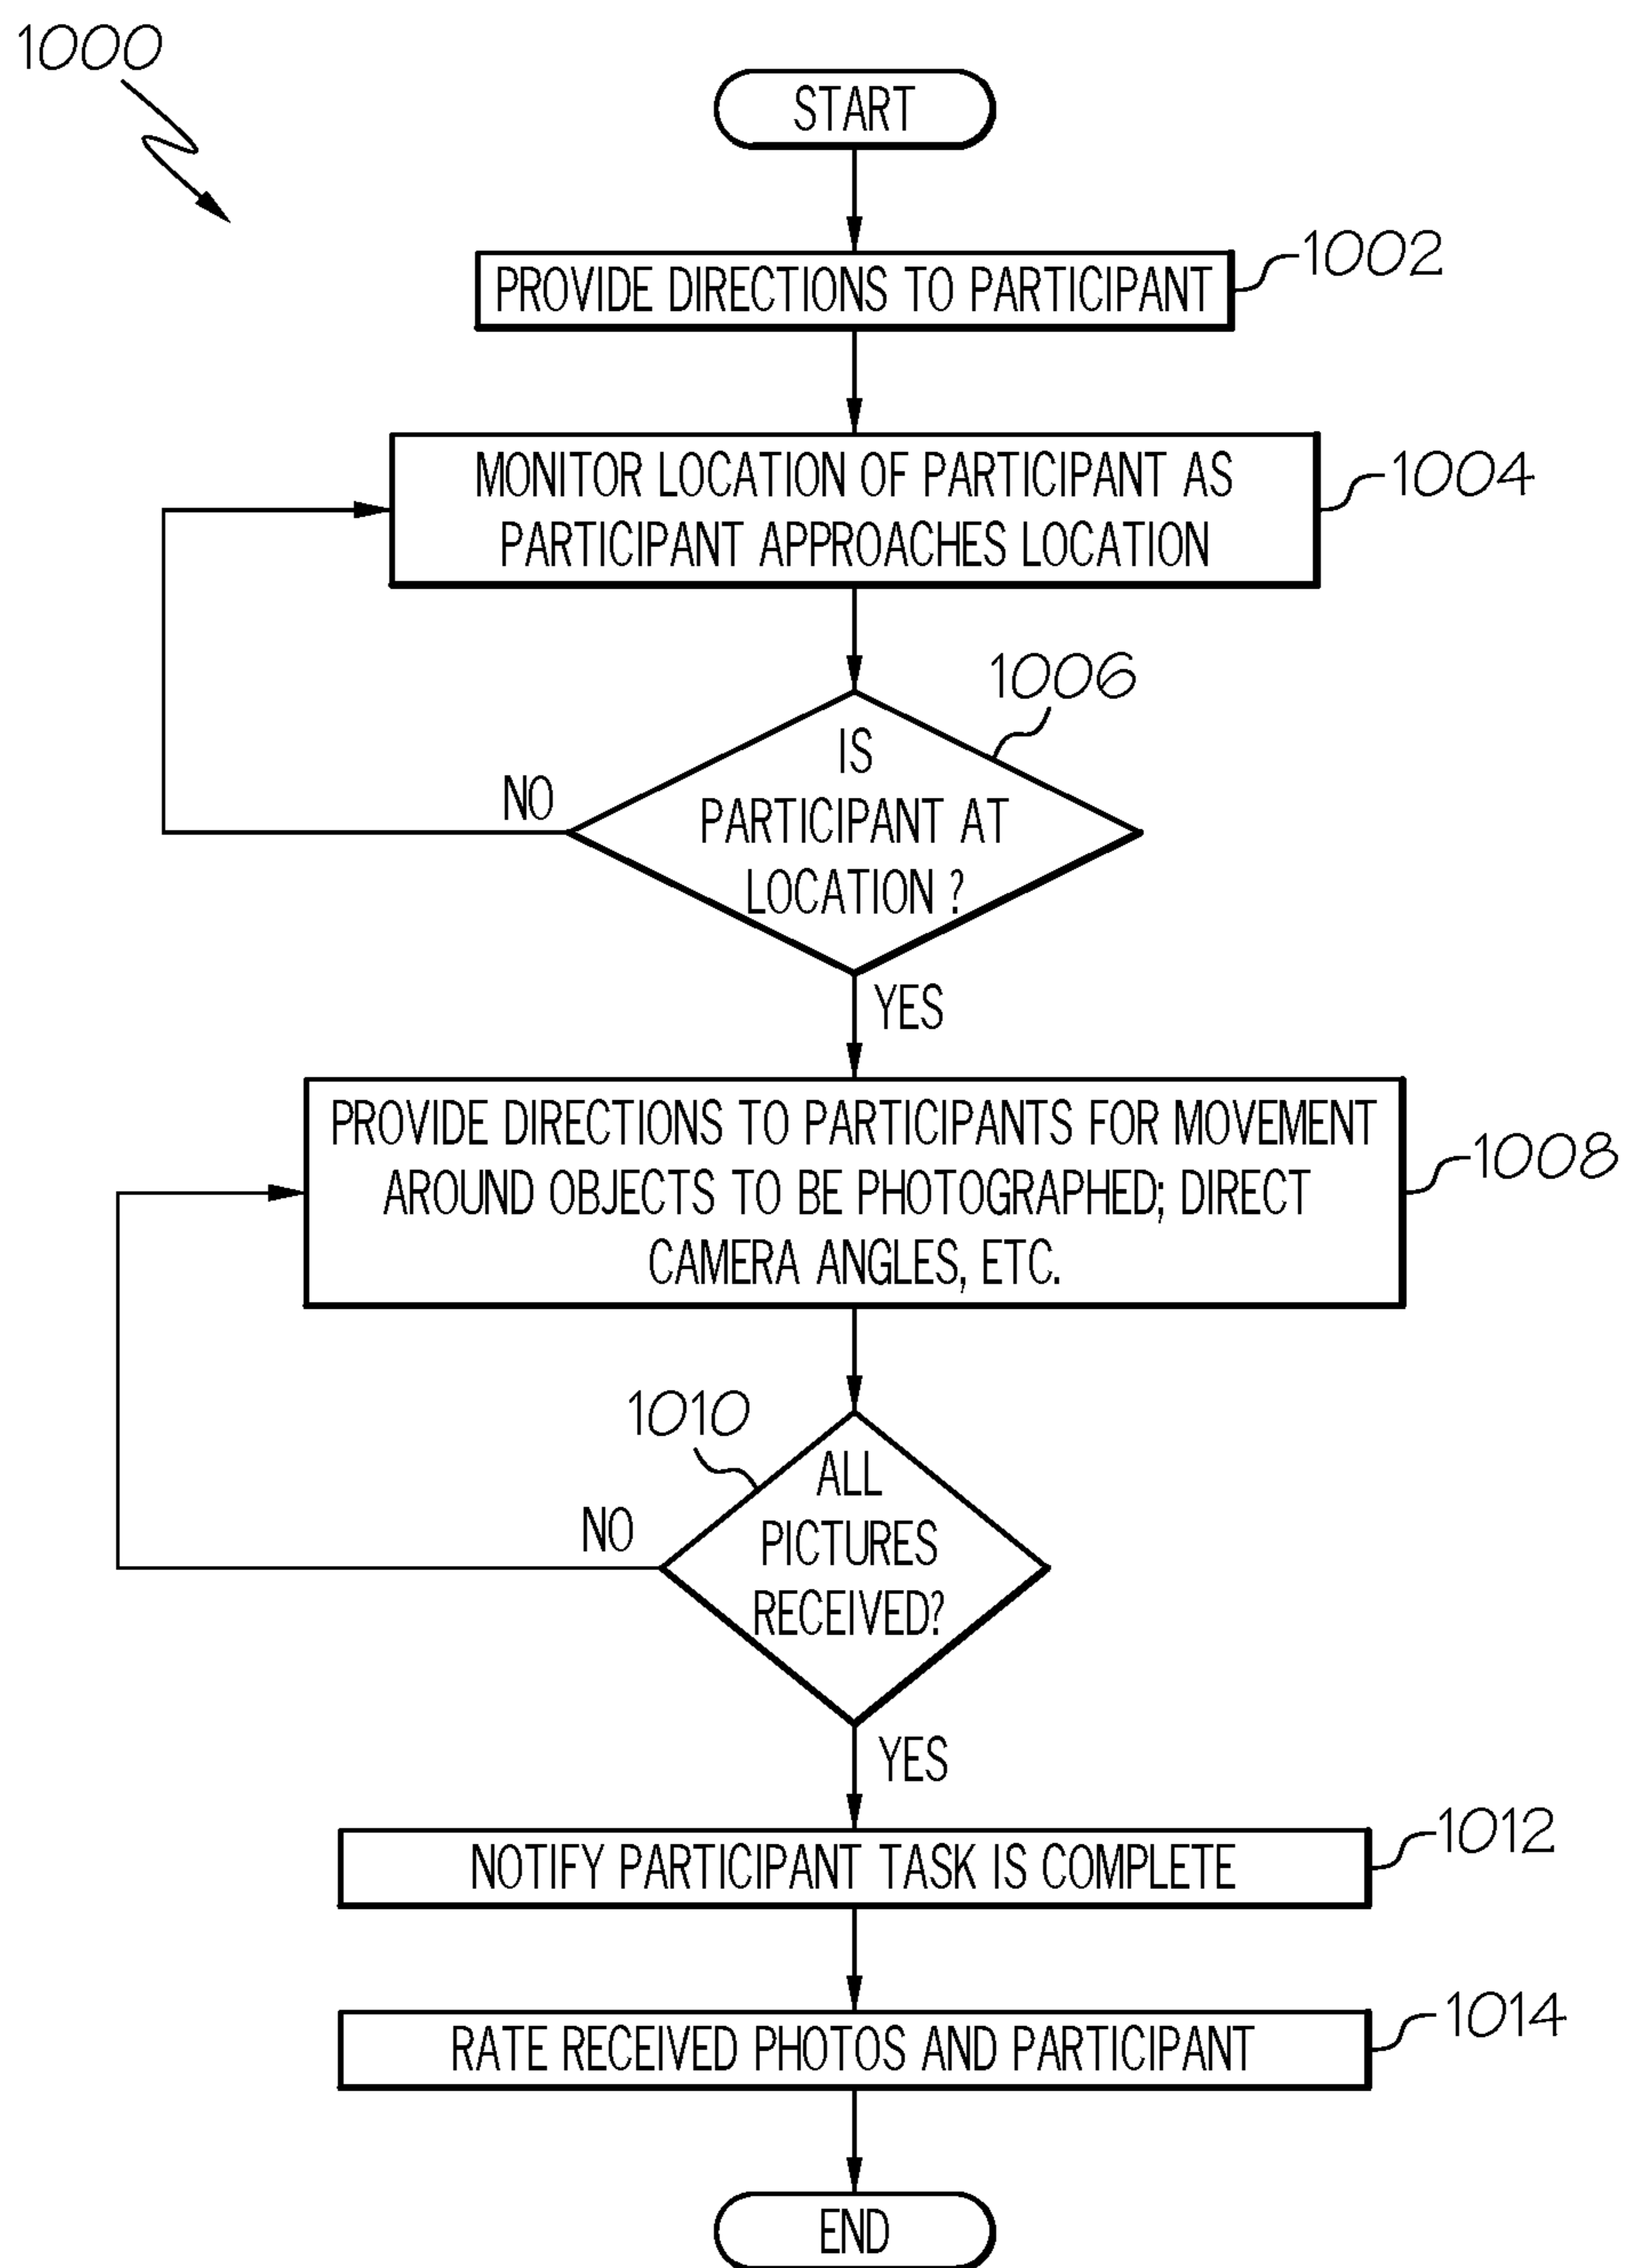 1000
START
PROVIDE DIRECTIONS TO PARTICIPANT
1002
MONITOR LOCATION OF PARTICIPANT AS
PARTICIPANT APPROACHES LOCATION
1004
1006
IS
PARTICIPANT AT
LOCATION ?
NO
YES
PROVIDE DIRECTIONS TO PARTICIPANTS FOR MOVEMENT
AROUND OBJECTS TO BE PHOTOGRAPHED; DIRECT
CAMERA ANGLES, ETC.
1008
1010
ALL
PICTURES
RECEIVED?
NO
YES
NOTIFY PARTICIPANT TASK IS COMPLETE
1012
RATE RECEIVED PHOTOS AND PARTICIPANT
1014
END